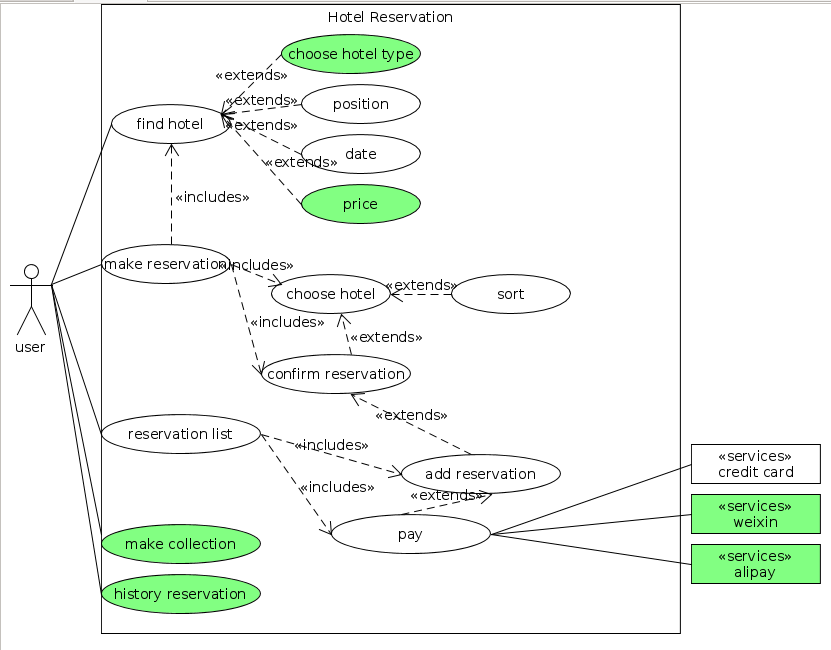 Hotel Reservation
choose hotel type
«extends»
position
«extends»
find hotel
«extends»
date
«extends»
price
«includes»
make reservation
«includes»
choose hotel
«extends»
sort
«includes»
«extends»
user
confirm reservation
«extends»
reservation list
«includes»
add reservation
«services»
credit card
«includes»
«extends»
«services»
weixin
pay
make collection
«services»
alipay
history reservation